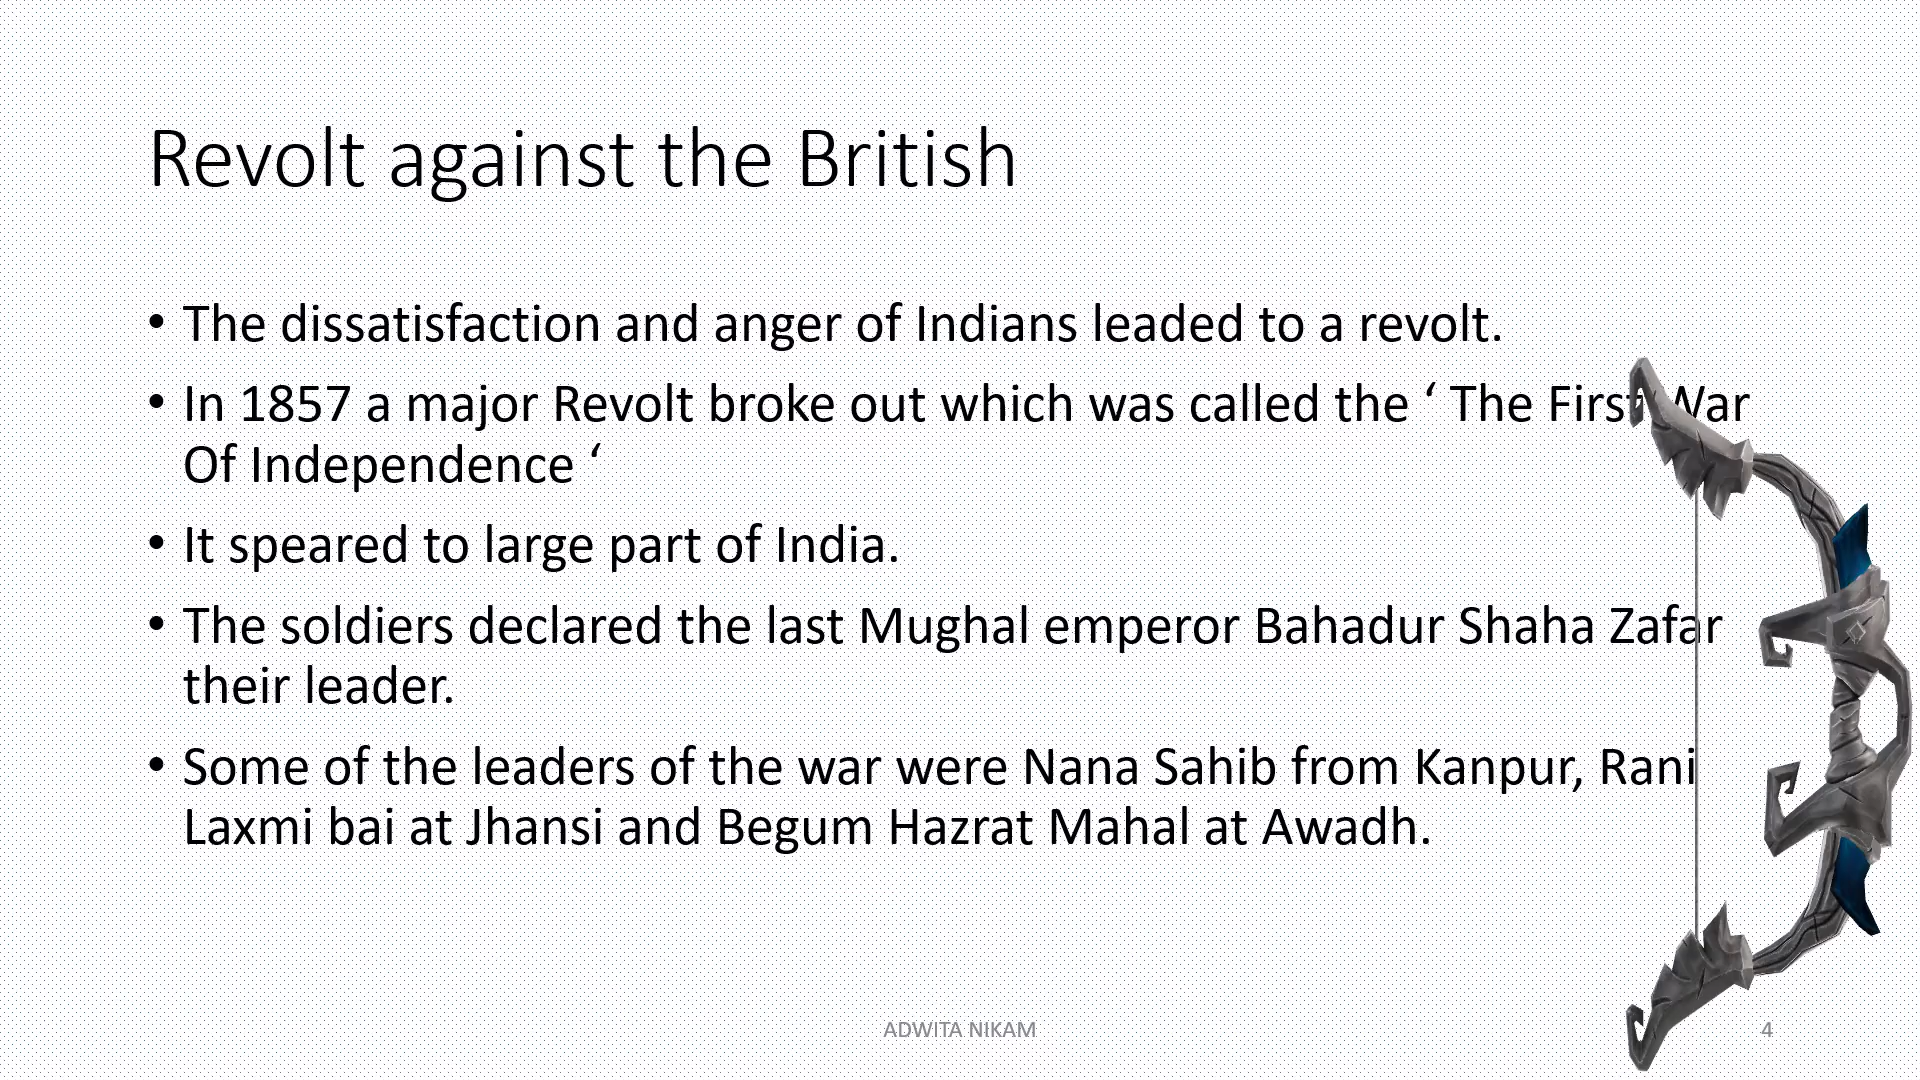 Revolt against the British
• The dissatisfaction and anger of Indians leaded to a revolt.
• In 1857 a major Revolt broke out which was called the ‘ The First War
Of Independence ‘
• It speared to large part of India.
• The soldiers declared the last Mughal emperor Bahadur Shaha Zafar
their leader.
• Some of the leaders of the war were Nana Sahib from Kanpur, Rani
Laxmi bai at Jhansi and Begum Hazrat Mahal at Awadh.
ADWITA NIKAM
4